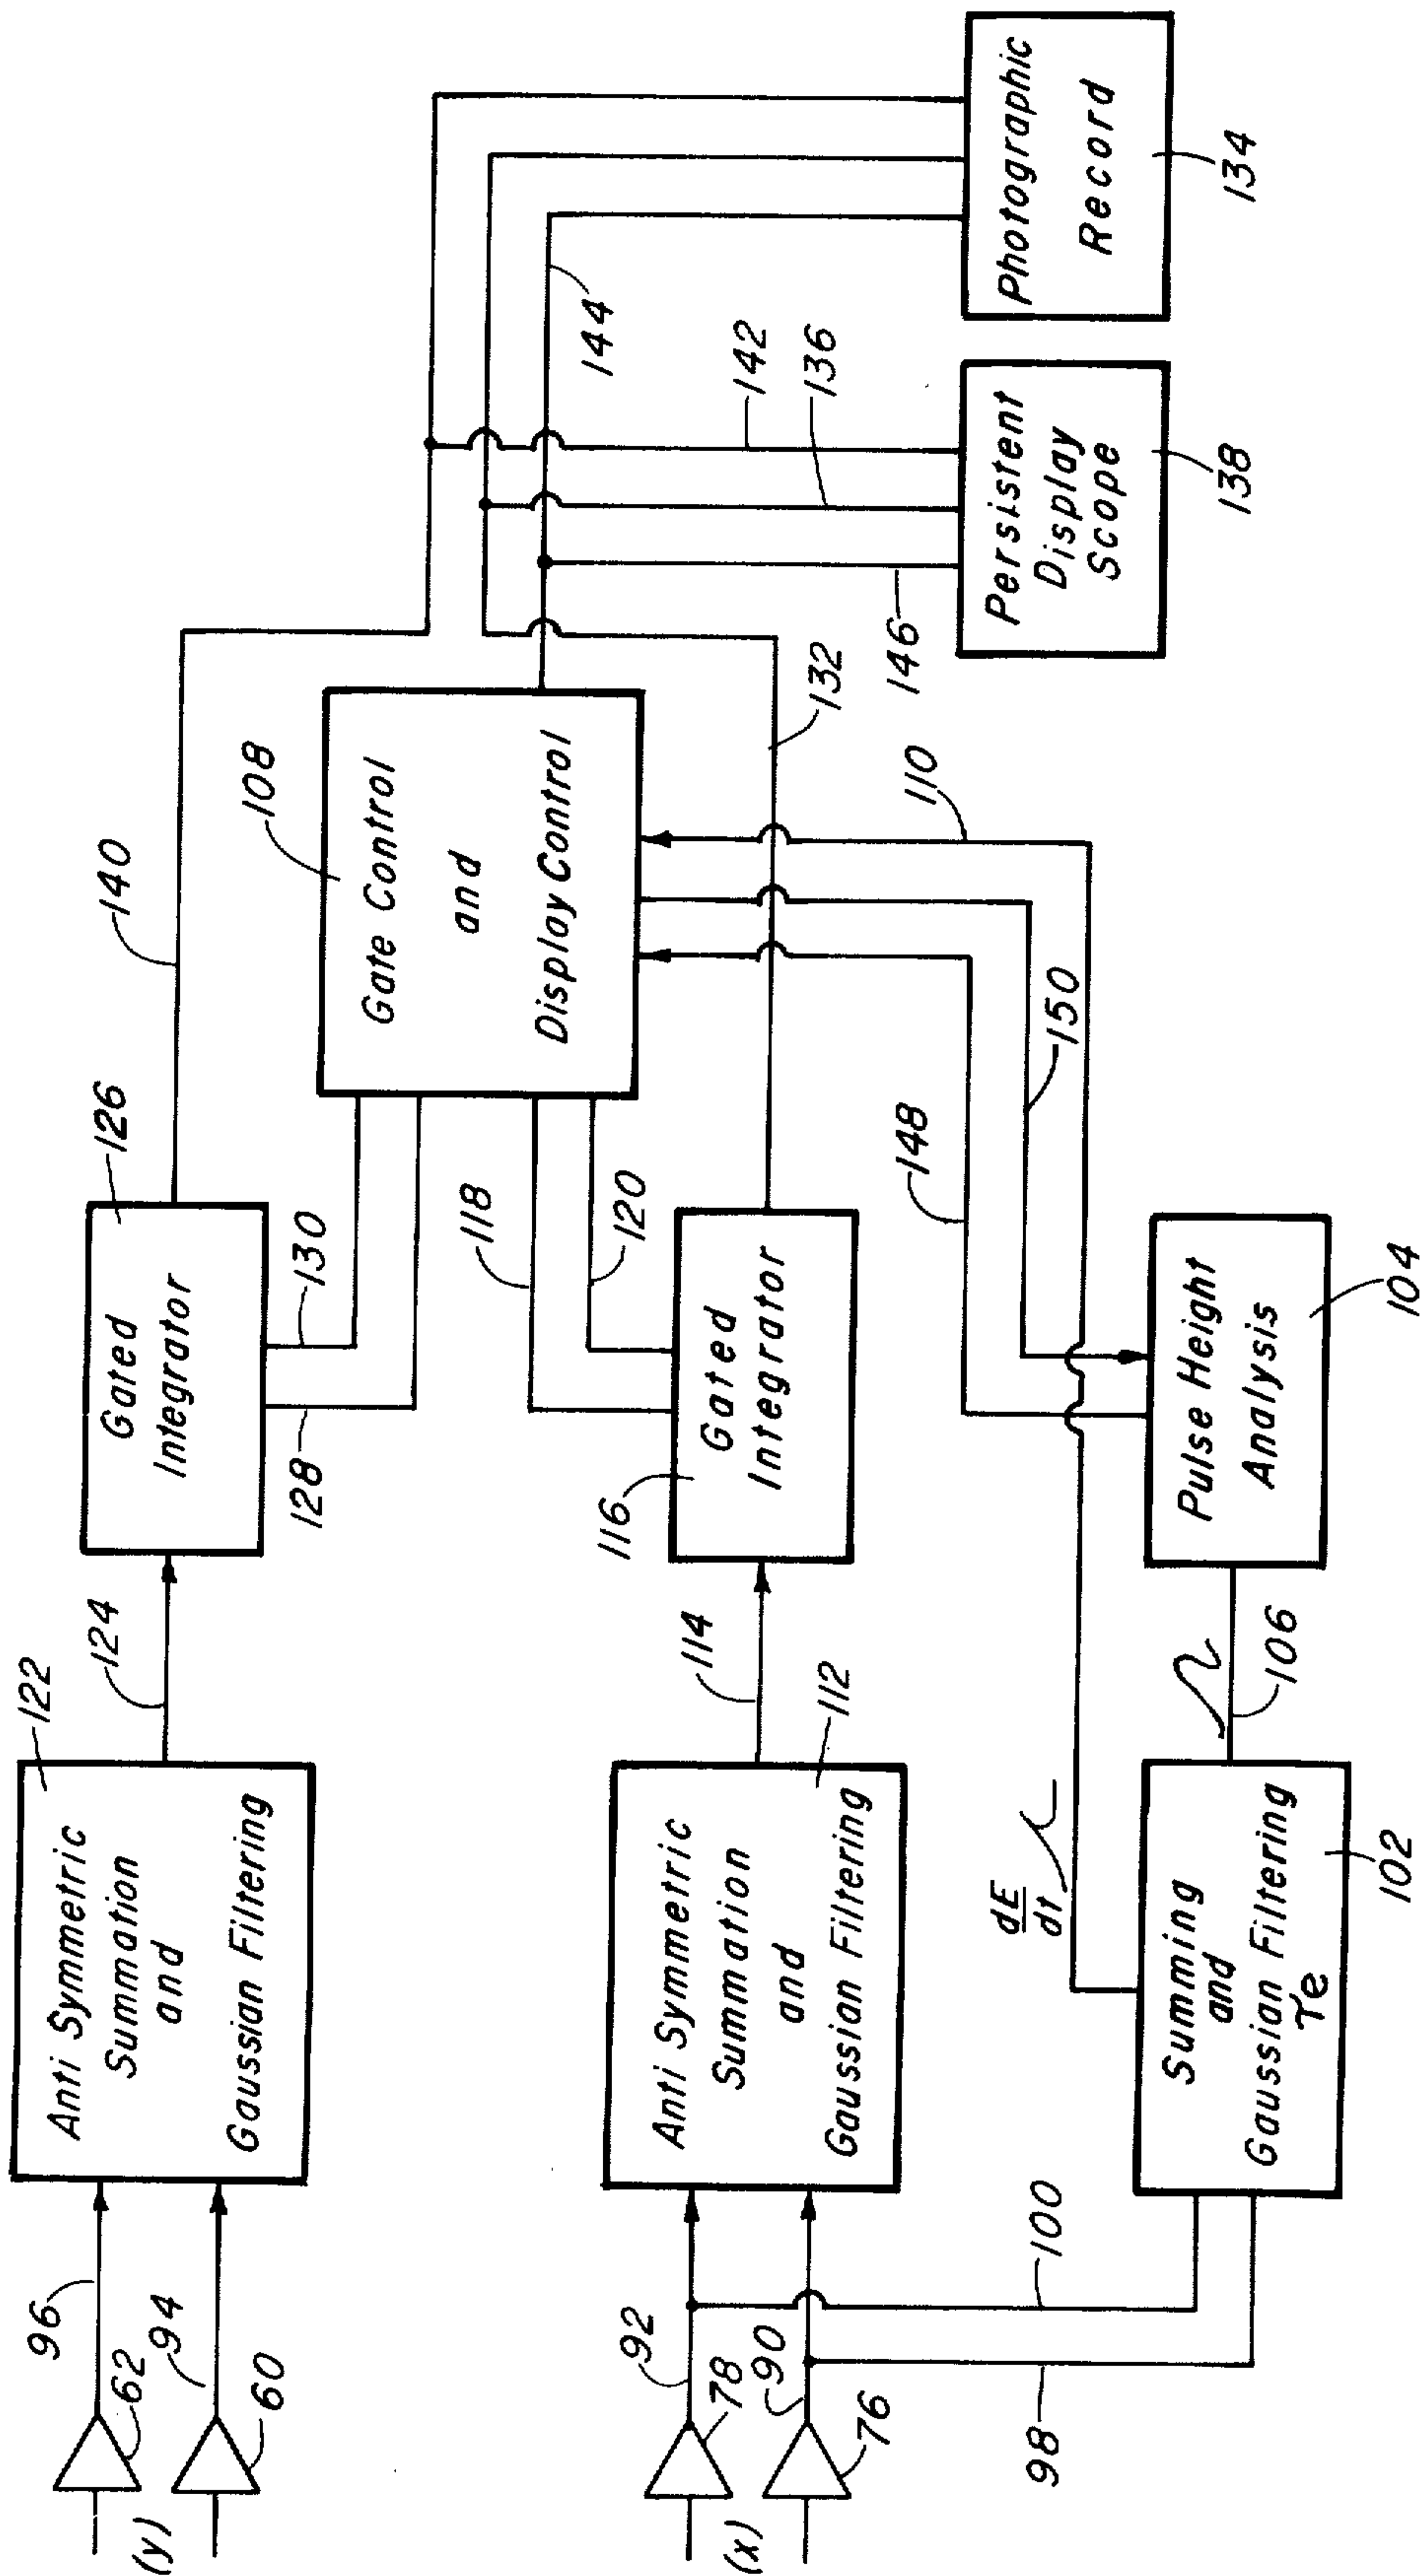 (y)
62
96
60
94
Anti Symmetric
Summation
and
Gaussian Filtering
122
124
Gated
Integrator
126
128
130
140
Gate Control
and
Display Control
108
118
120
(x)
78
92
76
90
98
100
Anti Symmetric
Summation
and
Gaussian Filtering
112
114
Gated
Integrator
116
132
Summing
and
Gaussian Filtering
τe
102
dE
dt
106
Pulse Height
Analysis
104
148
150
110
144
142
136
146
Persistent
Display
Scope
138
Photographic
Record
134